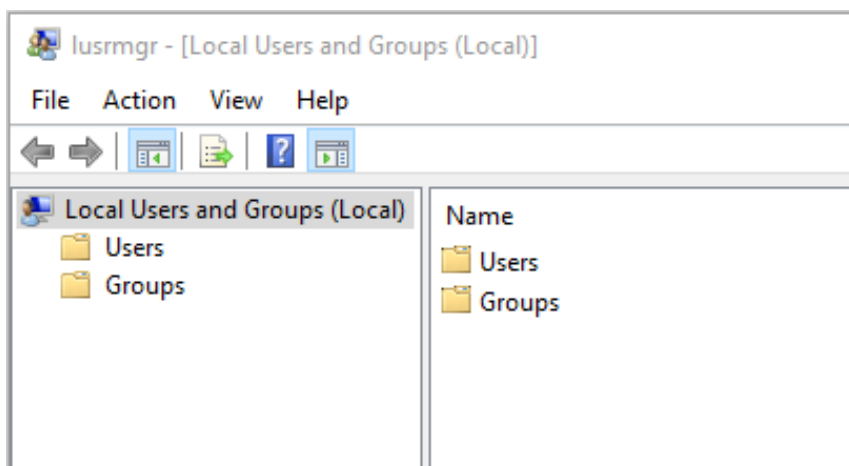 lusrmgr - [Local Users and Groups (Local)]
File Action View Help
Local Users and Groups (Local)
Users
Groups
Name
Users
Groups